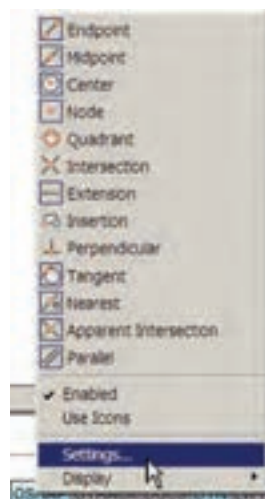 Endpoint
Midpoint
Center
Node
Quadrant
Intersection
Extension
Insertion
Perpendicular
Tangent
Nearest
Apparent Intersection
Parallel
Enabled
Use Icons
Settings...
Display